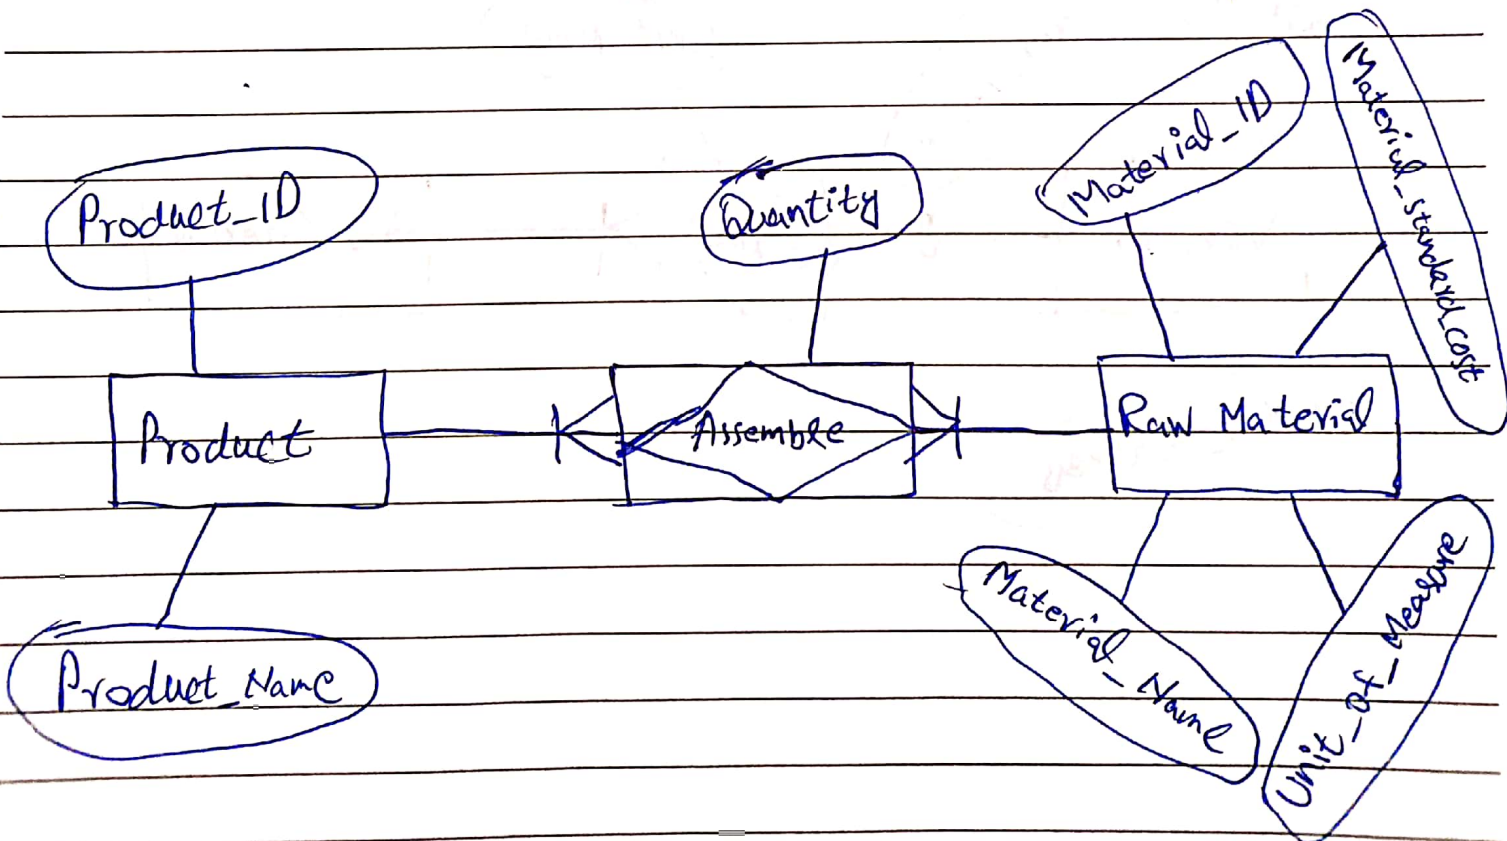 Product_ID
Quantity
Material_ID
Material_standard_cost
Product
Assemble
Raw Material
Product_Name
Material_Name
Unit_of_Measure